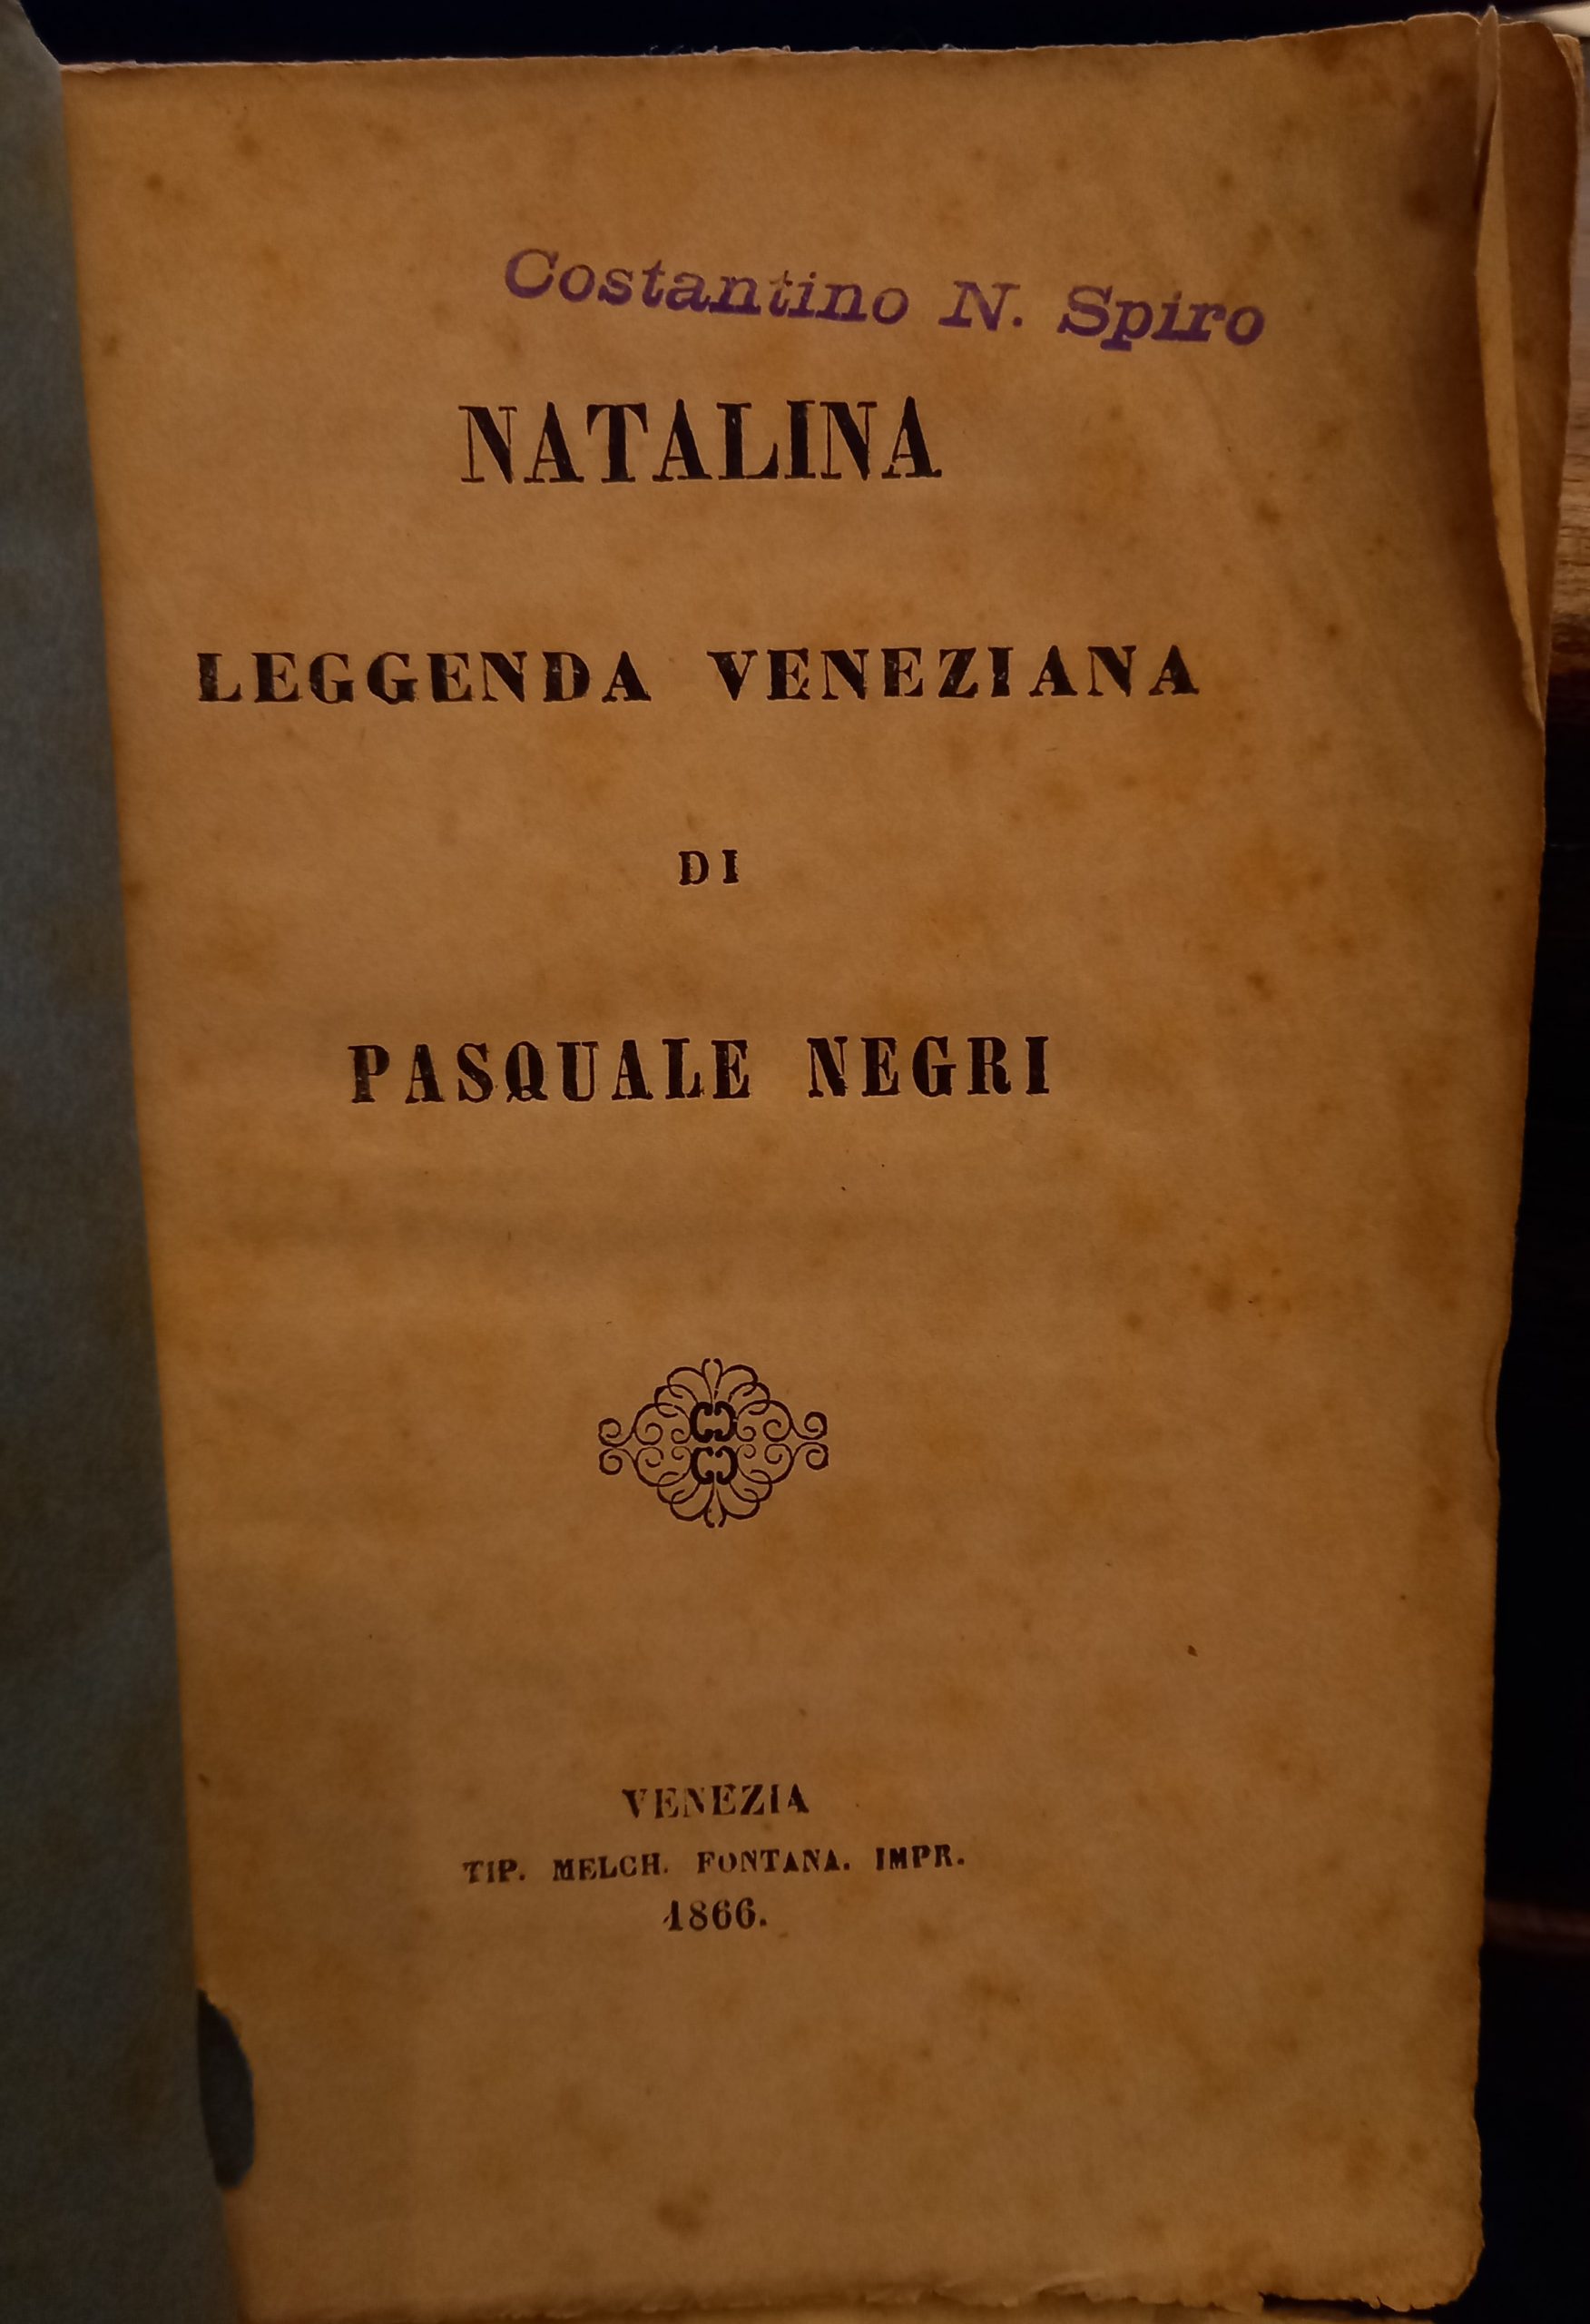 Costantino N. Spiro
NATALINA
LEGGENDA VENEZIANA
DI
PASQUALE NEGRI
VENEZIA
TIP. MELCH. FONTANA. IMPR.
1866.